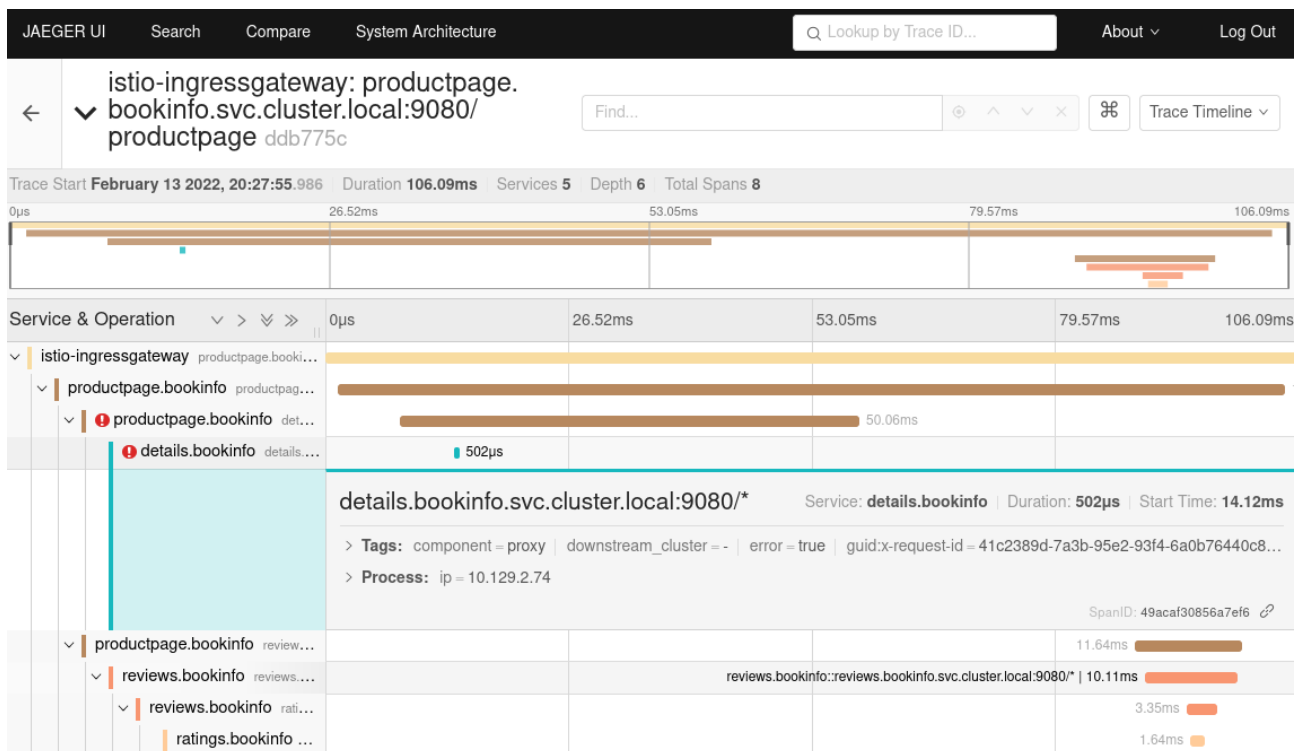 JAEGER UI Search Compare System Architecture Lookup by Trace ID... About Log Out
istio-ingressgateway: productpage.
bookinfo.svc.cluster.local:9080/
productpage ddb775c
Find... ⌘ Trace Timeline
Trace Start February 13 2022, 20:27:55.986 Duration 106.09ms Services 5 Depth 6 Total Spans 8
0μs 26.52ms 53.05ms 79.57ms 106.09ms
Service & Operation 0μs 26.52ms 53.05ms 79.57ms 106.09ms
istio-ingressgateway productpage.booki...
productpage.bookinfo productpag...
productpage.bookinfo det... 50.06ms
details.bookinfo details.... 502μs
details.bookinfo.svc.cluster.local:9080/* Service: details.bookinfo Duration: 502μs Start Time: 14.12ms
Tags: component = proxy downstream_cluster = - error = true guid:x-request-id = 41c2389d-7a3b-95e2-93f4-6a0b76440c8...
Process: ip = 10.129.2.74
SpanID: 49acaf30856a7ef6
productpage.bookinfo review... 11.64ms
reviews.bookinfo reviews.... reviews.bookinfo::reviews.bookinfo.svc.cluster.local:9080/* | 10.11ms
reviews.bookinfo rati... 3.35ms
ratings.bookinfo ... 1.64ms